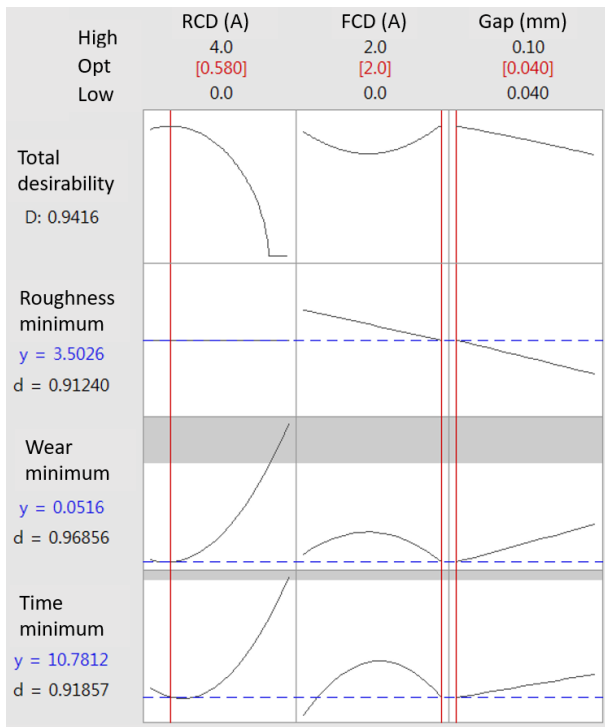 RCD (A) FCD (A) Gap (mm)
High 4.0 2.0 0.10
Opt [0.580] [2.0] [0.040]
Low 0.0 0.0 0.040
Total
desirability
D: 0.9416
Roughness
minimum
y = 3.5026
d = 0.91240
Wear
minimum
y = 0.0516
d = 0.96856
Time
minimum
y = 10.7812
d = 0.91857